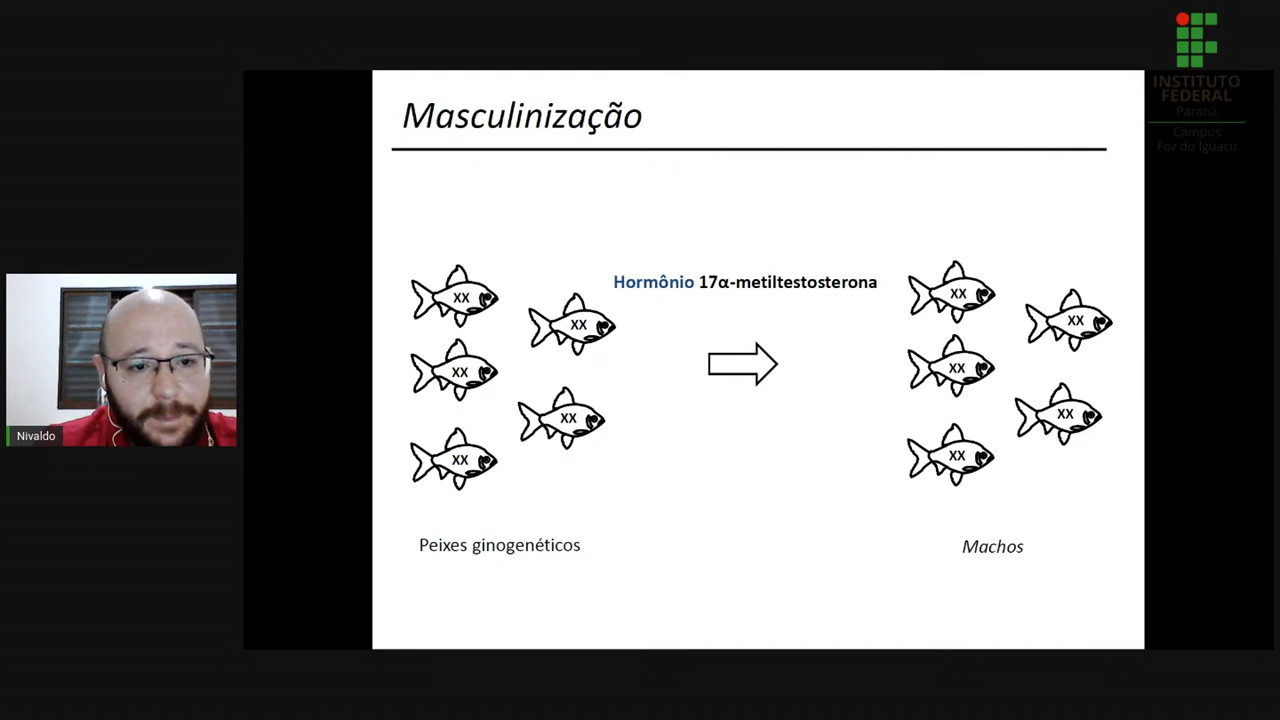 INSTITUTO
FEDERAL
Paraná
Campus
Foz do Iguaçu
Masculinização
Hormônio 17α-metiltestosterona
XX
XX
XX
XX
XX
XX
XX
XX
XX
XX
Peixes ginogenéticos
Machos
Nivaldo